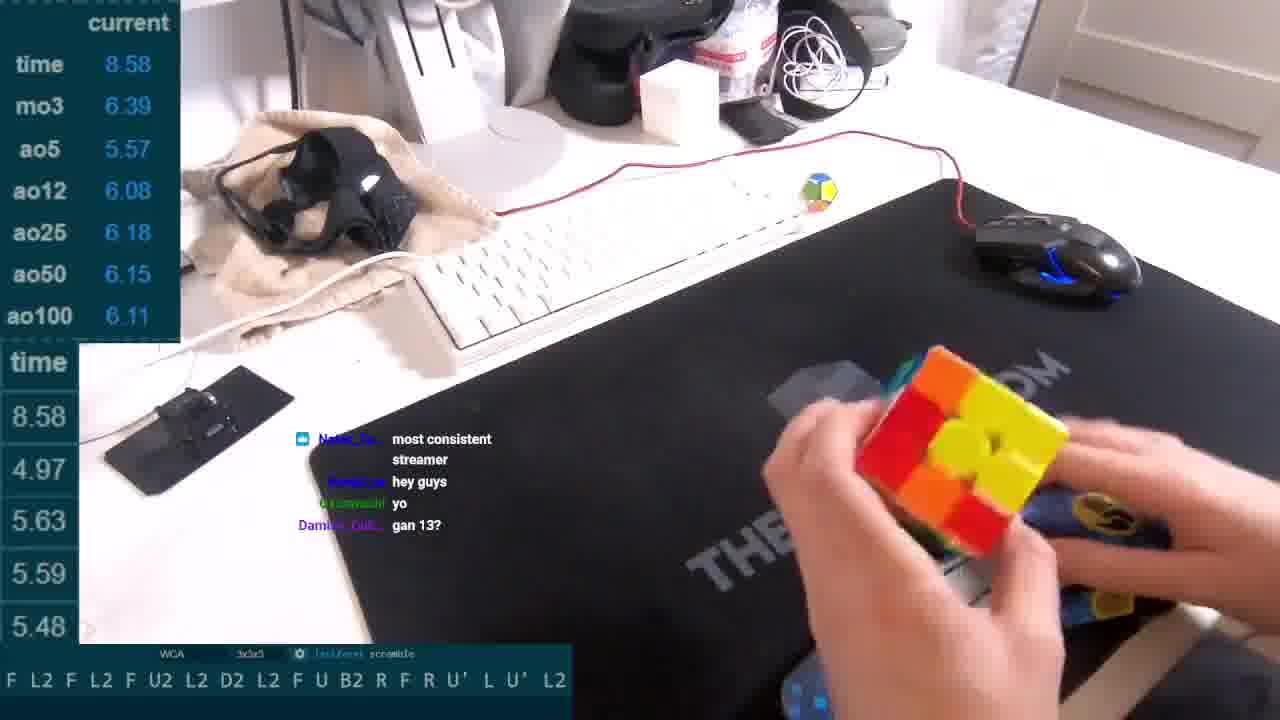 current
time 8.58
mo3 6.39
ao5 5.57
ao12 6.08
ao25 6.18
ao50 6.15
ao100 6.11
time
8.58
4.97
5.63
5.59
5.48
most consistent
streamer
hey guys
yo
gan 13?
THE
OM
WCA 3x3x3 scramble
F L2 F L2 F U2 L2 D2 L2 F U B2 R F R U' L U' L2